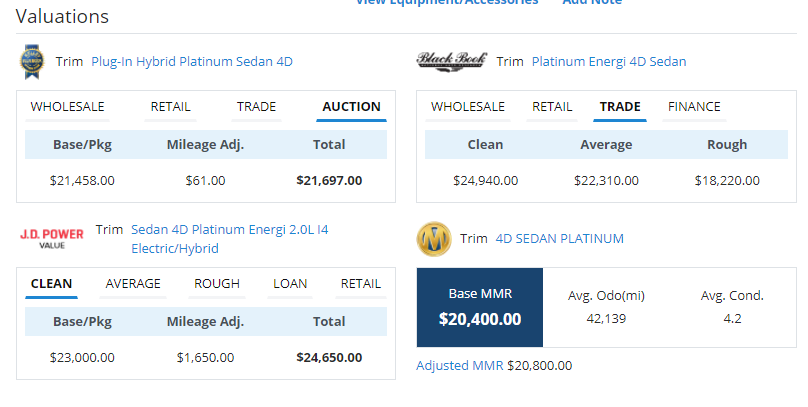 View Equipment/Accessories Add Note
Valuations
Trim Plug-In Hybrid Platinum Sedan 4D
WHOLESALE RETAIL TRADE AUCTION
Base/Pkg Mileage Adj. Total
$21,458.00 $61.00 $21,697.00
Black Book Trim Platinum Energi 4D Sedan
WHOLESALE RETAIL TRADE FINANCE
Clean Average Rough
$24,940.00 $22,310.00 $18,220.00
J.D. POWER
VALUE
Trim Sedan 4D Platinum Energi 2.0L I4
Electric/Hybrid
CLEAN AVERAGE ROUGH LOAN RETAIL
Base/Pkg Mileage Adj. Total
$23,000.00 $1,650.00 $24,650.00
Trim 4D SEDAN PLATINUM
Base MMR Avg. Odo(mi) Avg. Cond.
$20,400.00 42,139 4.2
Adjusted MMR $20,800.00